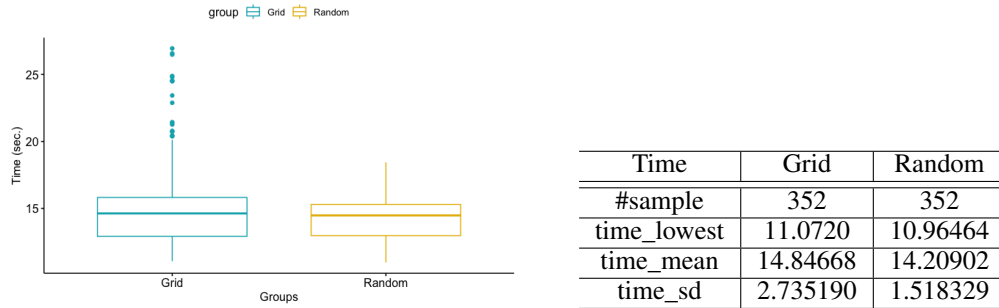 group Grid Random
25
20
15
Time (sec.)
Grid Random
Groups
Time Grid Random
#sample 352 352
time_lowest 11.0720 10.96464
time_mean 14.84668 14.20902
time_sd 2.735190 1.518329